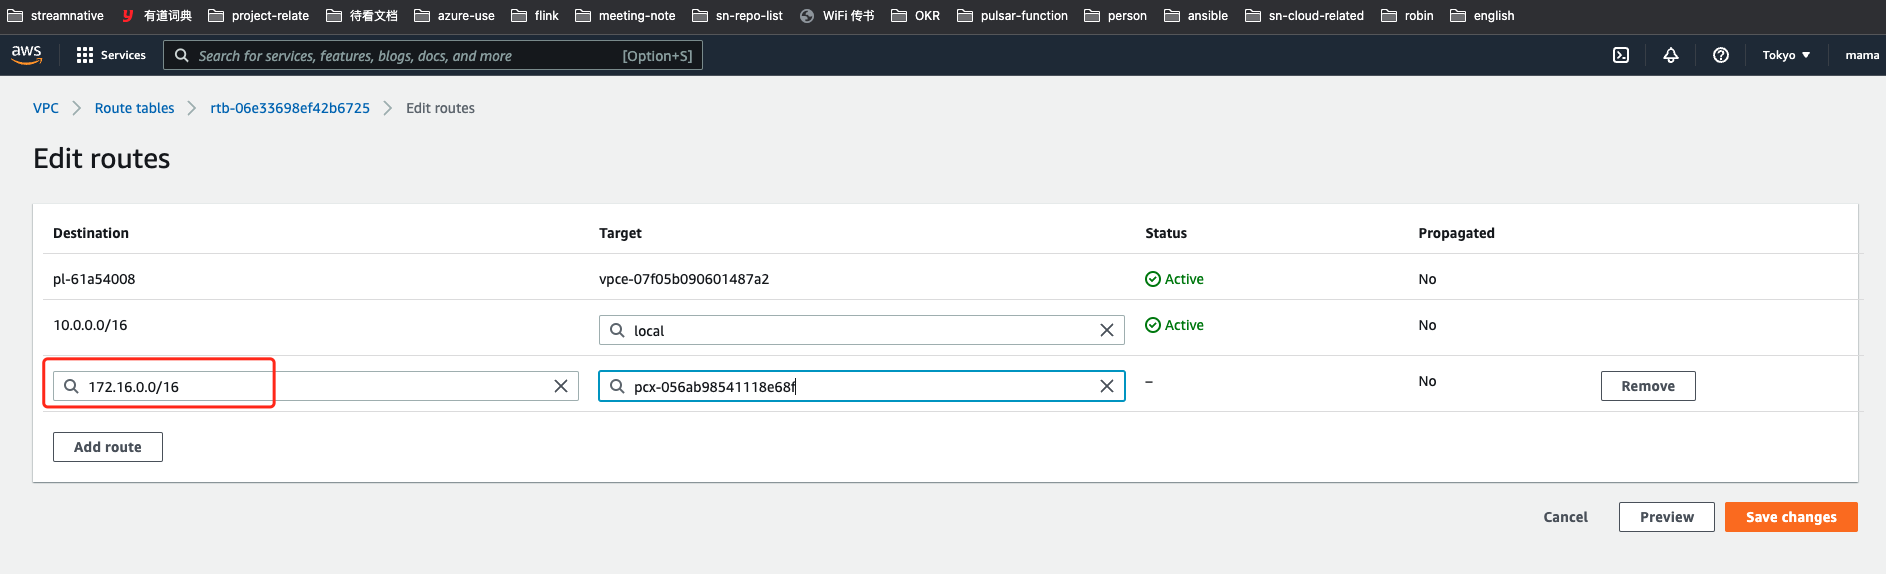 streamnative 有道词典 project-relate 待看文档 azure-use flink meeting-note sn-repo-list WiFi 传书 OKR pulsar-function person ansible sn-cloud-related robin english
aws Services Search for services, features, blogs, docs, and more [Option+S] Tokyo mama
VPC Route tables rtb-06e33698ef42b6725 Edit routes
Edit routes
Destination Target Status Propagated
pl-61a54008 vpce-07f05b090601487a2 Active No
10.0.0.0/16 local Active No
172.16.0.0/16 pcx-056ab98541118e68f – No Remove
Add route
Cancel Preview Save changes